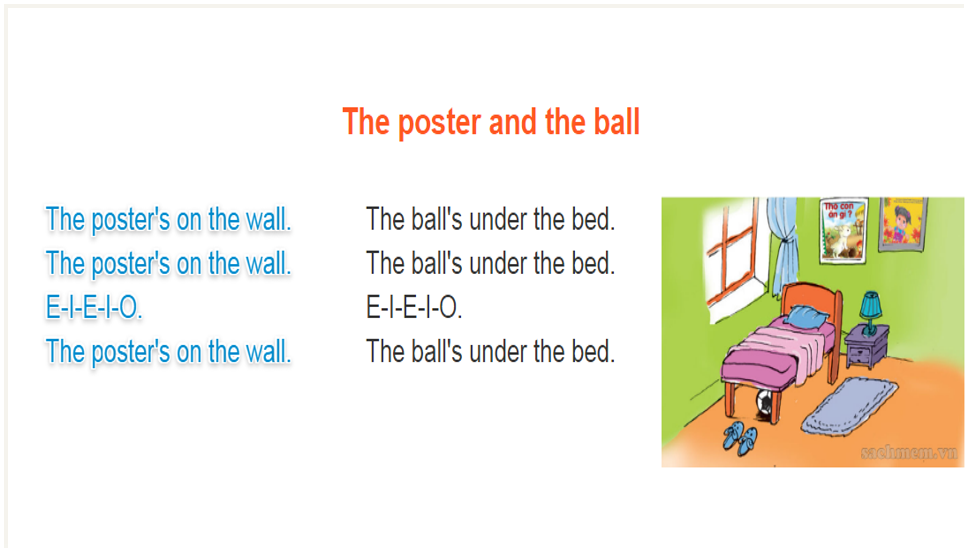 The poster and the ball
The poster's on the wall.
The poster's on the wall.
E-I-E-I-O.
The poster's on the wall.
The ball's under the bed.
The ball's under the bed.
E-I-E-I-O.
The ball's under the bed.
Thỏ con
ăn gì ?
sachmem.vn